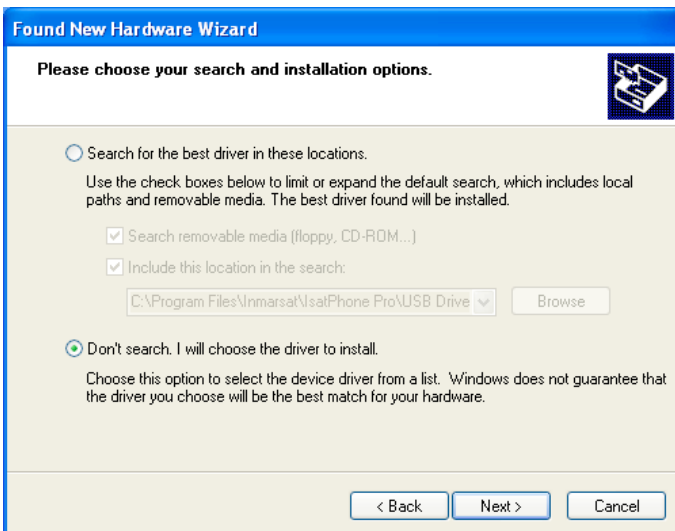 Found New Hardware Wizard
Please choose your search and installation options.
Search for the best driver in these locations.
Use the check boxes below to limit or expand the default search, which includes local
paths and removable media. The best driver found will be installed.
Search removable media (floppy, CD-ROM...)
Include this location in the search:
C:\Program Files\Inmarsat\IsatPhone Pro\USB Drive
Browse
Don't search. I will choose the driver to install.
Choose this option to select the device driver from a list. Windows does not guarantee that
the driver you choose will be the best match for your hardware.
< Back
Next >
Cancel